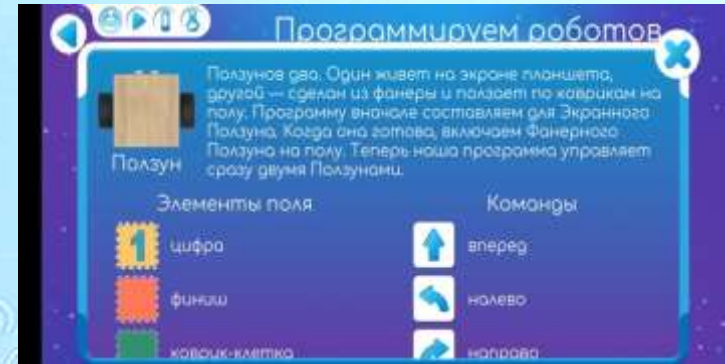 Программируем роботов
Ползунов два. Один живет на экране планшета,
другой — сделан из фанеры и ползает по коврикам на
полу. Программу вначале составляем для Экранного
Ползуна. Когда она готова, включаем Фанерного
Ползуна на полу. Теперь наша программа управляет
сразу двумя Ползунами.
Ползун
Элементы поля
Команды
1
цифра
вперед
финиш
налево
коврик-клетка
направо